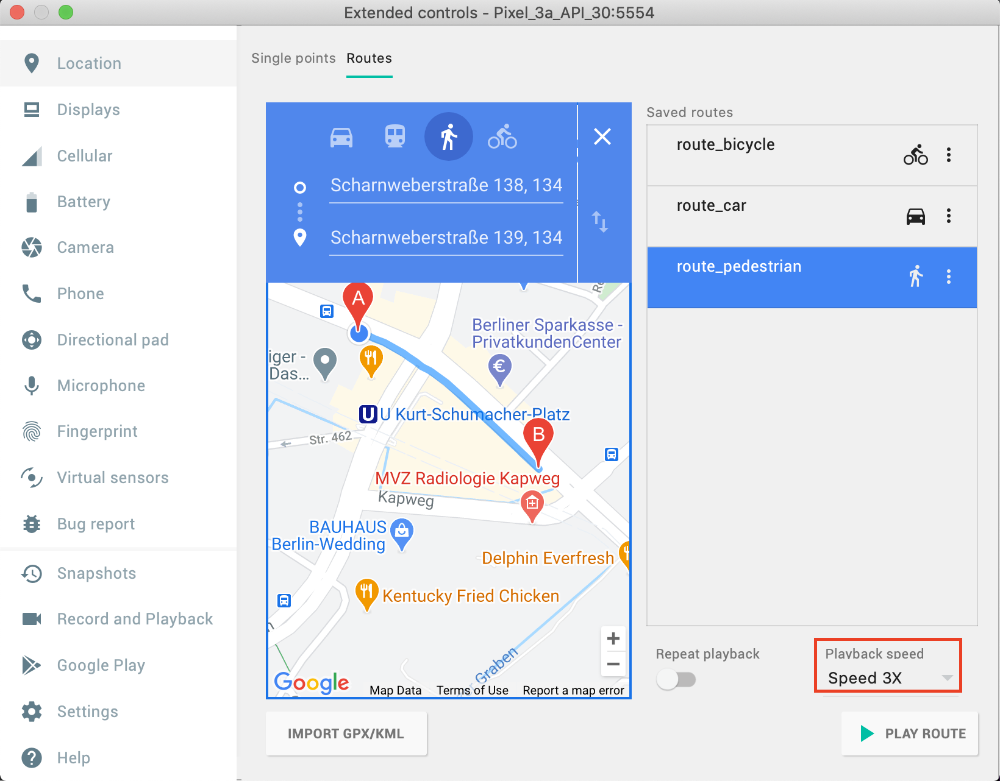 Extended controls - Pixel_3a_API_30:5554
Location
Displays
Cellular
Battery
Camera
Phone
Directional pad
Microphone
Fingerprint
Virtual sensors
Bug report
Snapshots
Record and Playback
Google Play
Settings
Help
Single points
Routes
Scharnweberstraße 138, 134
Scharnweberstraße 139, 134
A
Re
Berliner Sparkasse -
PrivatkundenCenter
iger -
Das...
€
U U Kurt-Schumacher-Platz
B
Str. 462
MVZ Radiologie Kapweg
Kapweg
BAUHAUS
Berlin-Wedding
Delphin Everfresh
Kentucky Fried Chicken
Graben
+
−
Google
Map Data
Terms of Use
Report a map error
IMPORT GPX/KML
Saved routes
route_bicycle
route_car
route_pedestrian
Repeat playback
Playback speed
Speed 3X
PLAY ROUTE